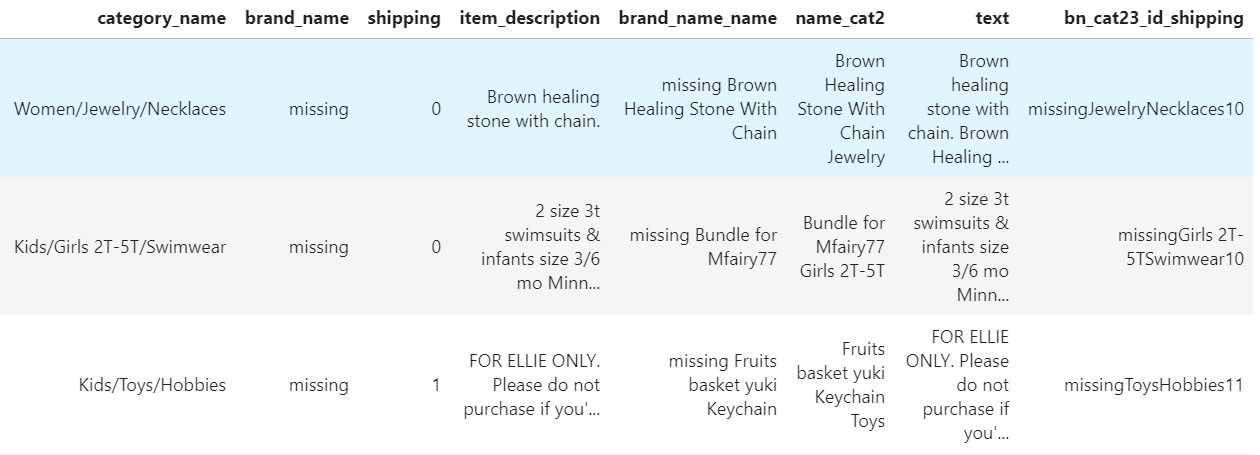 category_name brand_name shipping item_description brand_name_name name_cat2 text bn_cat23_id_shipping
Women/Jewelry/Necklaces
missing
0
Brown healing
stone with chain.
missing Brown
Healing Stone With
Chain
Brown
Healing
Stone With
Chain
Jewelry
Brown
healing
stone with
chain. Brown
Healing ...
missingJewelryNecklaces10
Kids/Girls 2T-5T/Swimwear
missing
0
2 size 3t
swimsuits &
infants size 3/6
mo Minn...
missing Bundle for
Mfairy77
Bundle for
Mfairy77
Girls 2T-5T
2 size 3t
swimsuits &
infants size
3/6 mo
Minn...
missingGirls 2T-
5TSwimwear10
Kids/Toys/Hobbies
missing
1
FOR ELLIE ONLY.
Please do not
purchase if you'...
missing Fruits
basket yuki
Keychain
Fruits
basket yuki
Keychain
Toys
FOR ELLIE
ONLY. Please
do not
purchase if
you'...
missingToysHobbies11